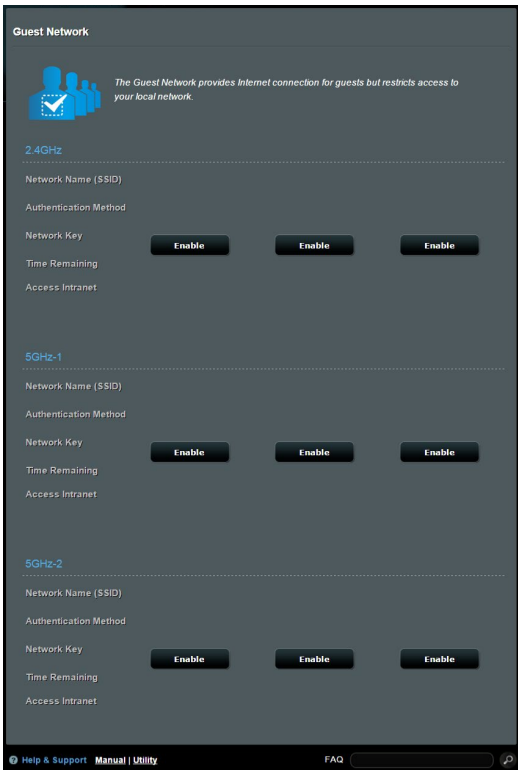 Guest Network
The Guest Network provides Internet connection for guests but restricts access to
your local network.
2.4GHz
Network Name (SSID)
Authentication Method
Network Key
Enable Enable Enable
Time Remaining
Access Intranet
5GHz-1
Network Name (SSID)
Authentication Method
Network Key
Enable Enable Enable
Time Remaining
Access Intranet
5GHz-2
Network Name (SSID)
Authentication Method
Network Key
Enable Enable Enable
Time Remaining
Access Intranet
? Help & Support Manual | Utility FAQ